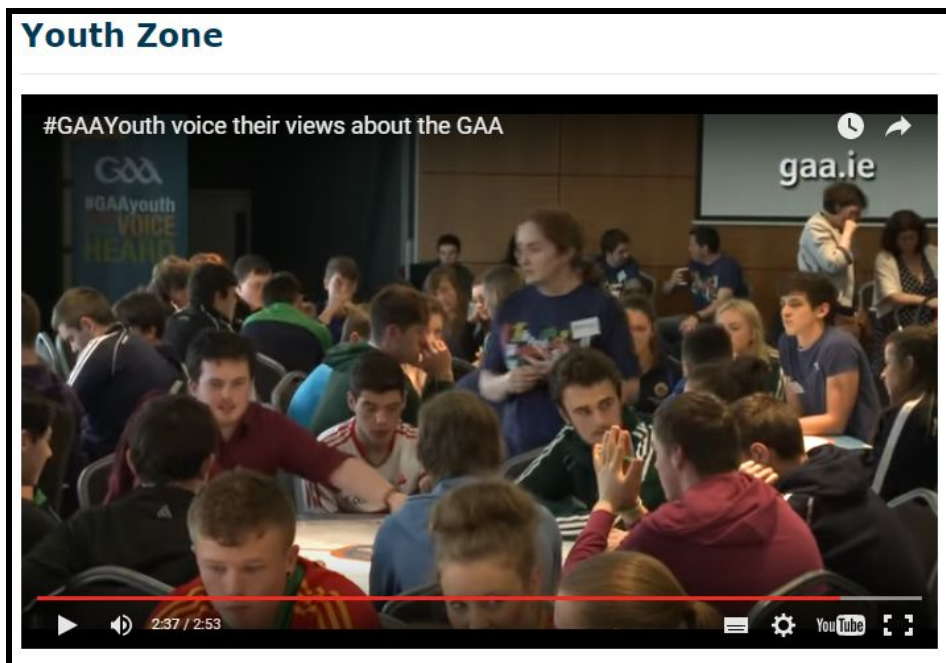 Youth Zone
#GAAYouth voice their views about the GAA
gaa.ie
GAA
#GAAyouth
VOICE
HEARD
2:37 / 2:53
YouTube